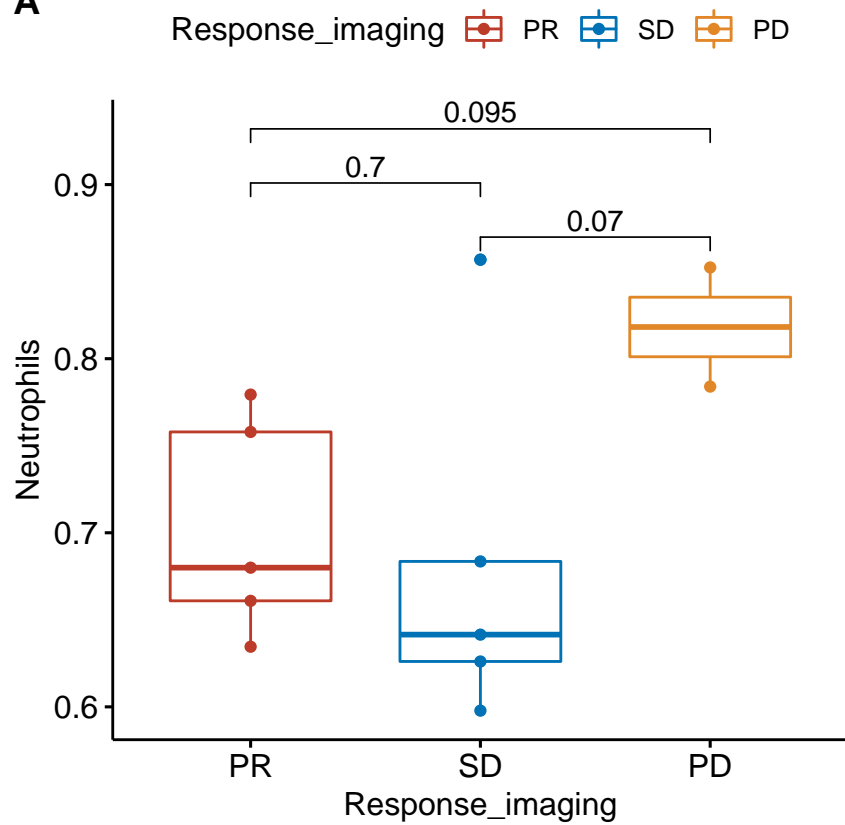 A
Response_imaging PR SD PD
0.095
0.7
0.07
0.9
0.8
0.7
0.6
Neutrophils
PR SD PD
Response_imaging